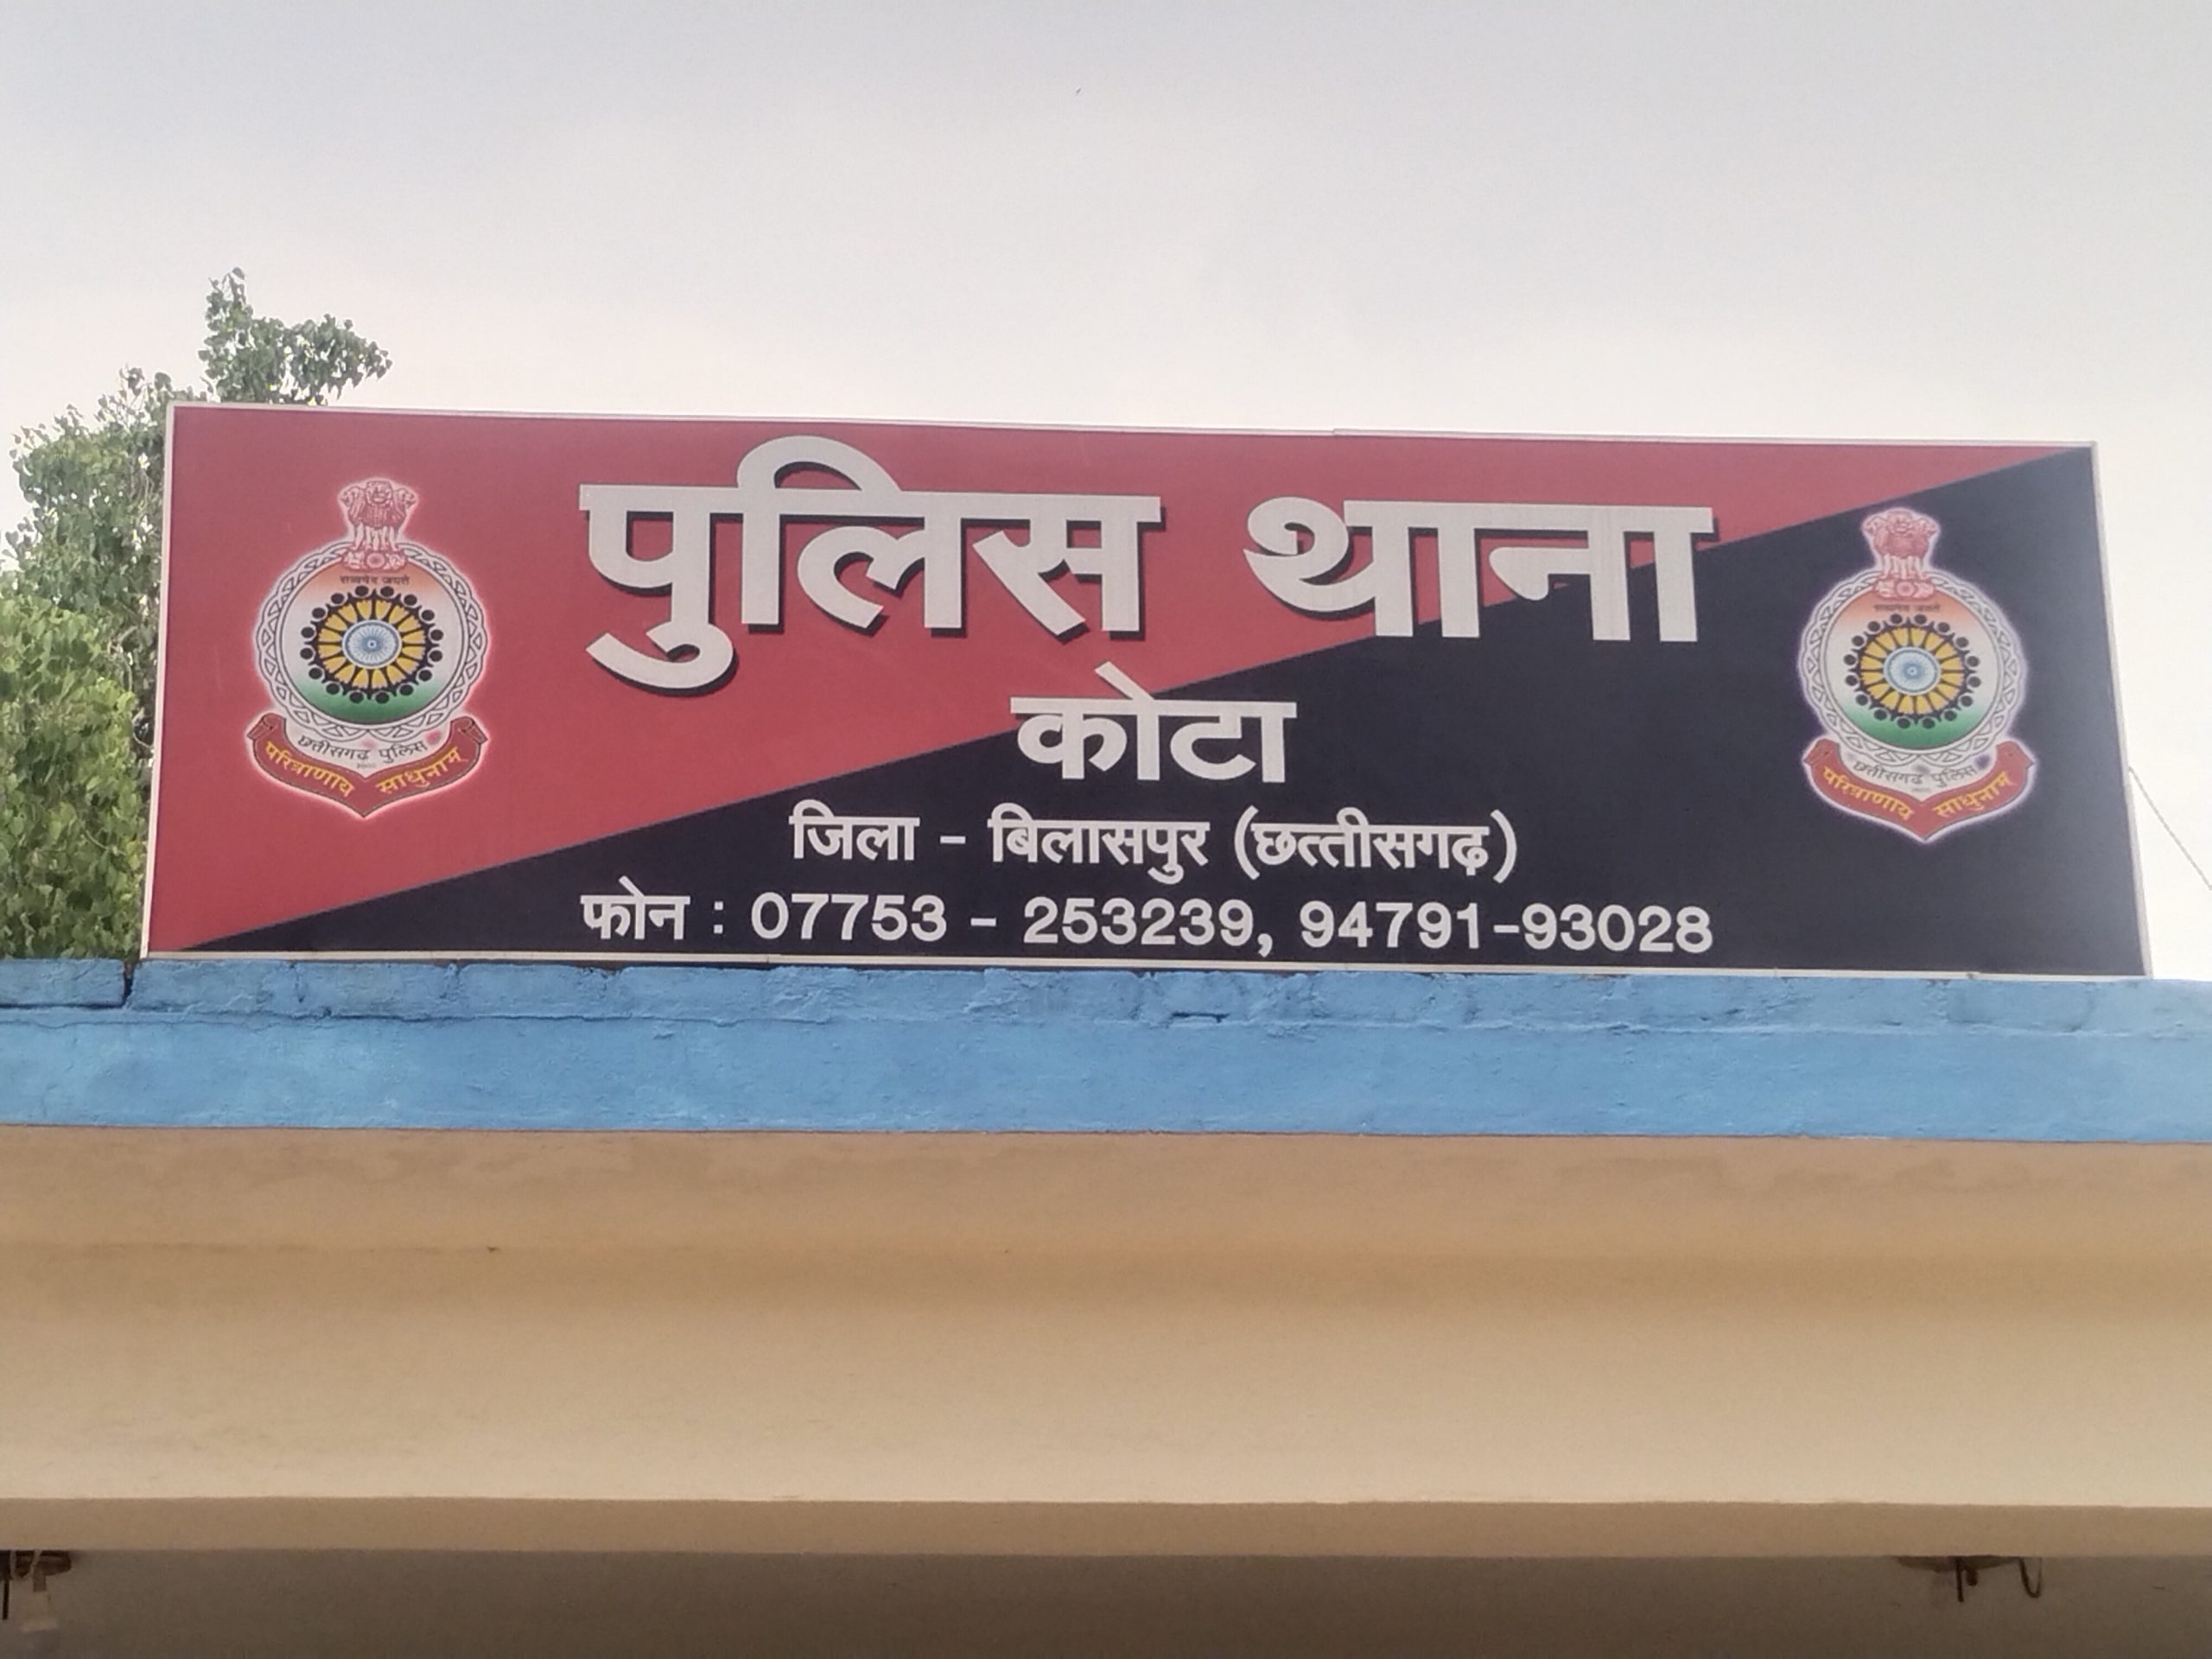 पुलिस थाना
कोटा
जिला - बिलासपुर (छत्तीसगढ़)
फोन : 07753 - 253239, 94791-93028
सत्यमेव जयते
छत्तीसगढ़ पुलिस
परित्राणाय साधुनाम्
सत्यमेव जयते
छत्तीसगढ़ पुलिस
परित्राणाय साधुनाम्